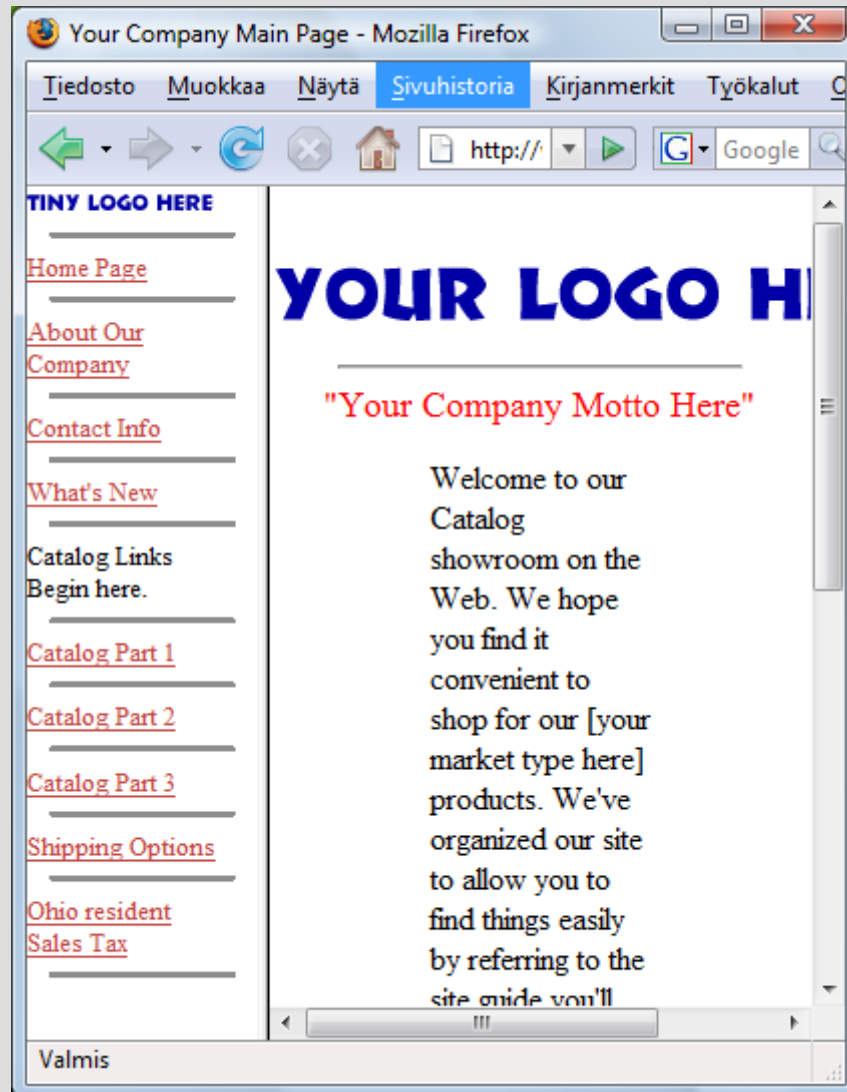 Your Company Main Page - Mozilla Firefox
Tiedosto Muokkaa Näytä Sivuhistoria Kirjanmerkit Työkalut O
http:// Google
TINY LOGO HERE
Home Page
About Our
Company
Contact Info
What's New
Catalog Links
Begin here.
Catalog Part 1
Catalog Part 2
Catalog Part 3
Shipping Options
Ohio resident
Sales Tax
YOUR LOGO H
"Your Company Motto Here"
Welcome to our
Catalog
showroom on the
Web. We hope
you find it
convenient to
shop for our [your
market type here]
products. We've
organized our site
to allow you to
find things easily
by referring to the
site guide you'll
Valmis